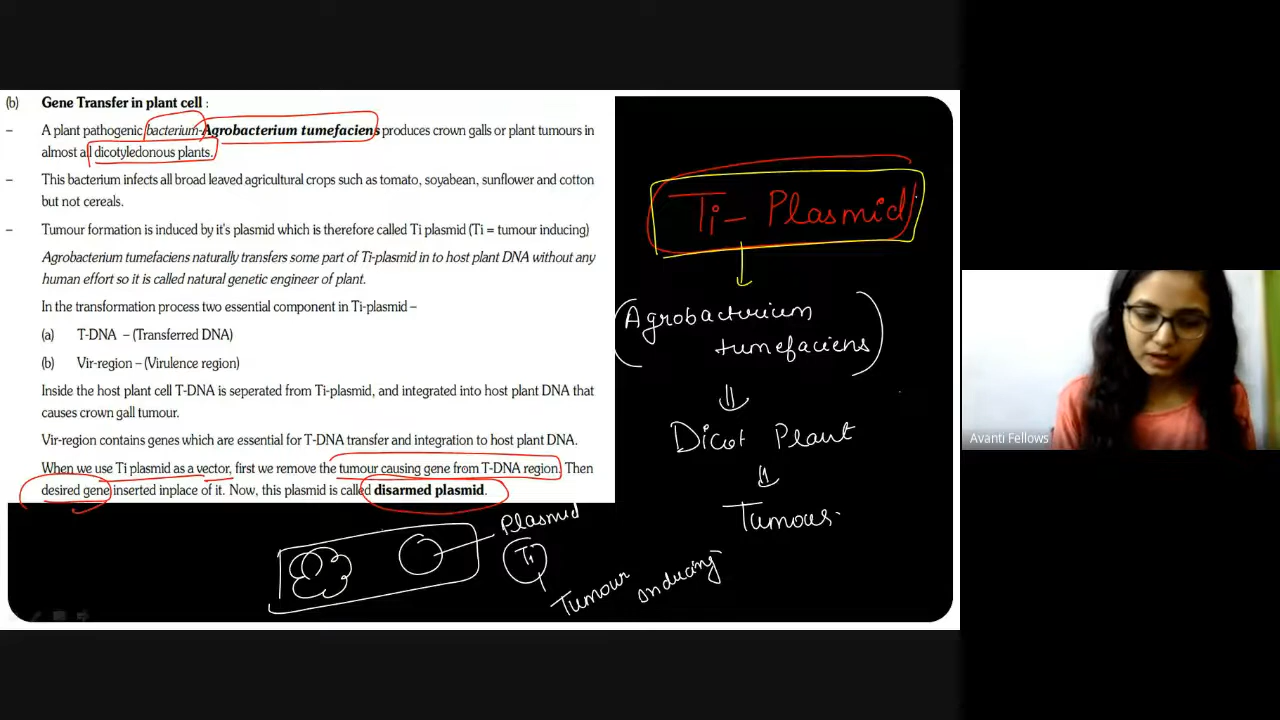 (b) Gene Transfer in plant cell :
– A plant pathogenic bacterium-Agrobacterium tumefaciens produces crown galls or plant tumours in
almost all dicotyledonous plants.
– This bacterium infects all broad leaved agricultural crops such as tomato, soyabean, sunflower and cotton
but not cereals.
– Tumour formation is induced by it's plasmid which is therefore called Ti plasmid (Ti = tumour inducing)
Agrobacterium tumefaciens naturally transfers some part of Ti-plasmid in to host plant DNA without any
human effort so it is called natural genetic engineer of plant.
In the transformation process two essential component in Ti-plasmid –
(a) T-DNA – (Transferred DNA)
(b) Vir-region – (Virulence region)
Inside the host plant cell T-DNA is seperated from Ti-plasmid, and integrated into host plant DNA that
causes crown gall tumour.
Vir-region contains genes which are essential for T-DNA transfer and integration to host plant DNA.
When we use Ti plasmid as a vector, first we remove the tumour causing gene from T-DNA region. Then
desired gene inserted inplace of it. Now, this plasmid is called disarmed plasmid.
Ti – Plasmid
(Agrobacterium
tumefaciens)
Dicot Plant
Tumour
Plasmid
Ti
Tumour inducing
Avanti Fellows